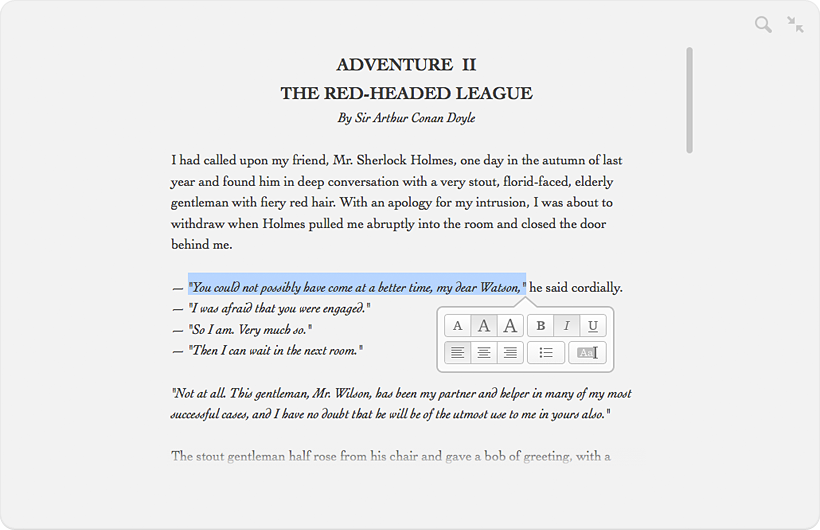 ADVENTURE II
THE RED-HEADED LEAGUE
By Sir Arthur Conan Doyle
I had called upon my friend, Mr. Sherlock Holmes, one day in the autumn of last
year and found him in deep conversation with a very stout, florid-faced, elderly
gentleman with fiery red hair. With an apology for my intrusion, I was about to
withdraw when Holmes pulled me abruptly into the room and closed the door
behind me.
— "You could not possibly have come at a better time, my dear Watson," he said cordially.
— "I was afraid that you were engaged."
— "So I am. Very much so."
— "Then I can wait in the next room."
A A A B I U
Aa
"Not at all. This gentleman, Mr. Wilson, has been my partner and helper in many of my most
successful cases, and I have no doubt that he will be of the utmost use to me in yours also."
The stout gentleman half rose from his chair and gave a bob of greeting, with a